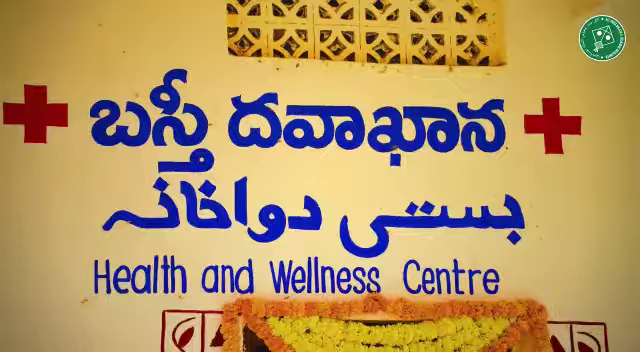 బస్తీ దవాఖాన
بستی دواخانہ
Health and Wellness Centre